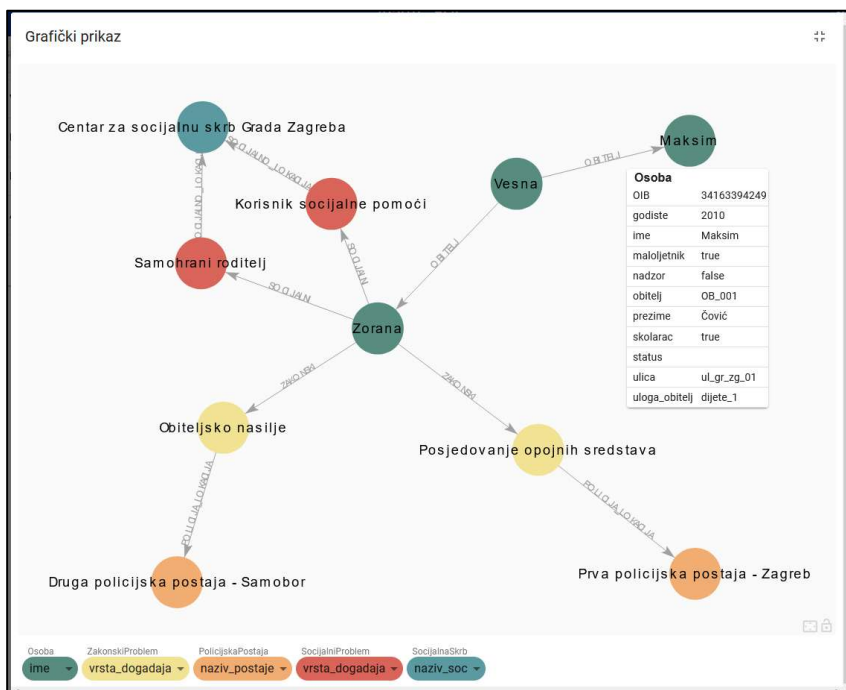 Grafički prikaz
Centar za socijalnu skrb Grada Zagreba
SOCIJALNO_LOKACIJA
SOCIJALNO_LOKACIJA
Korisnik socijalne pomoći
Samohrani roditelj
SOCIJALNI
SOCIJALNI
Vesna
OBITELJ
Maksim
OBITELJ
Zorana
Osoba
OIB 34163394249
godiste 2010
ime Maksim
maloljetnik true
nadzor false
obitelj OB_001
prezime Čović
skolarac true
status
ulica ul_gr_zg_01
uloga_obitelj dijete_1
ZAKONSKI
ZAKONSKI
Obiteljsko nasilje
Posjedovanje opojnih sredstava
POLICIJA_LOKACIJA
POLICIJA_LOKACIJA
Druga policijska postaja - Samobor
Prva policijska postaja - Zagreb
Osoba ZakonskiProblem PolicijskaPostaja SocijalniProblem SocijalnaSkrb
ime vrsta_dogadaja naziv_postaje vrsta_dogadaja naziv_soc